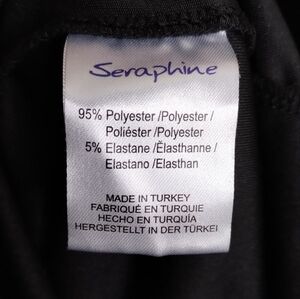 Seraphine
95% Polyester /Polyester /
Poliéster /Polyester
5% Elastane /Ëlasthanne /
Elastano /Elasthan
MADE IN TURKEY
FABRIQUÉ EN TURQUIE
HECHO EN TURQUÍA
HERGESTELLT IN DER TÜRKEI